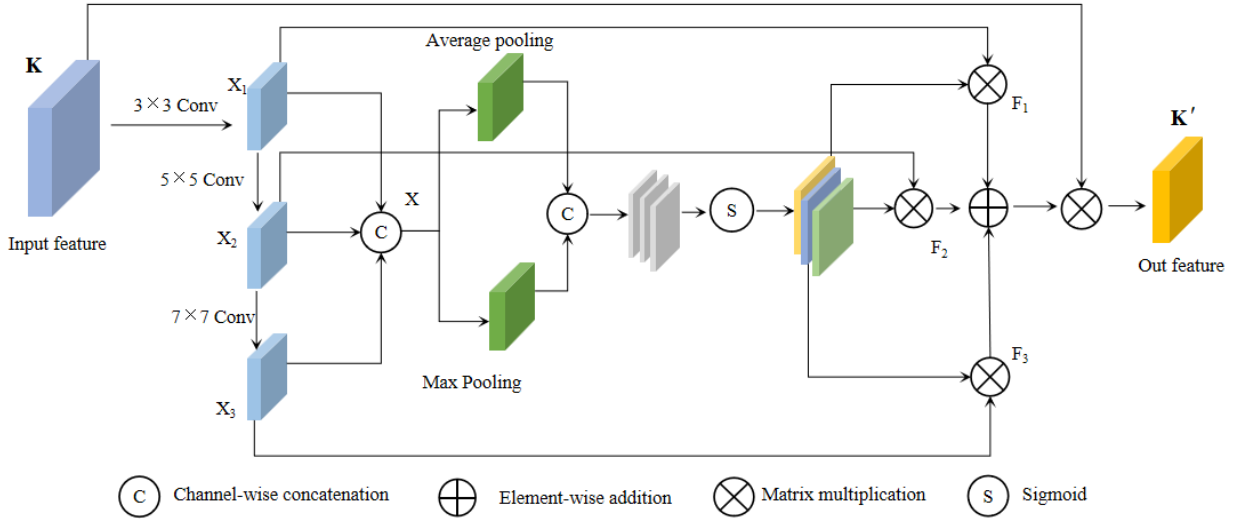 Average pooling
K
X1
3×3 Conv
F1
K′
5×5 Conv
X
C
C
S
X2
F2
Input feature
Out feature
7×7 Conv
F3
Max Pooling
X3
C Channel-wise concatenation
Element-wise addition
Matrix multiplication
S Sigmoid